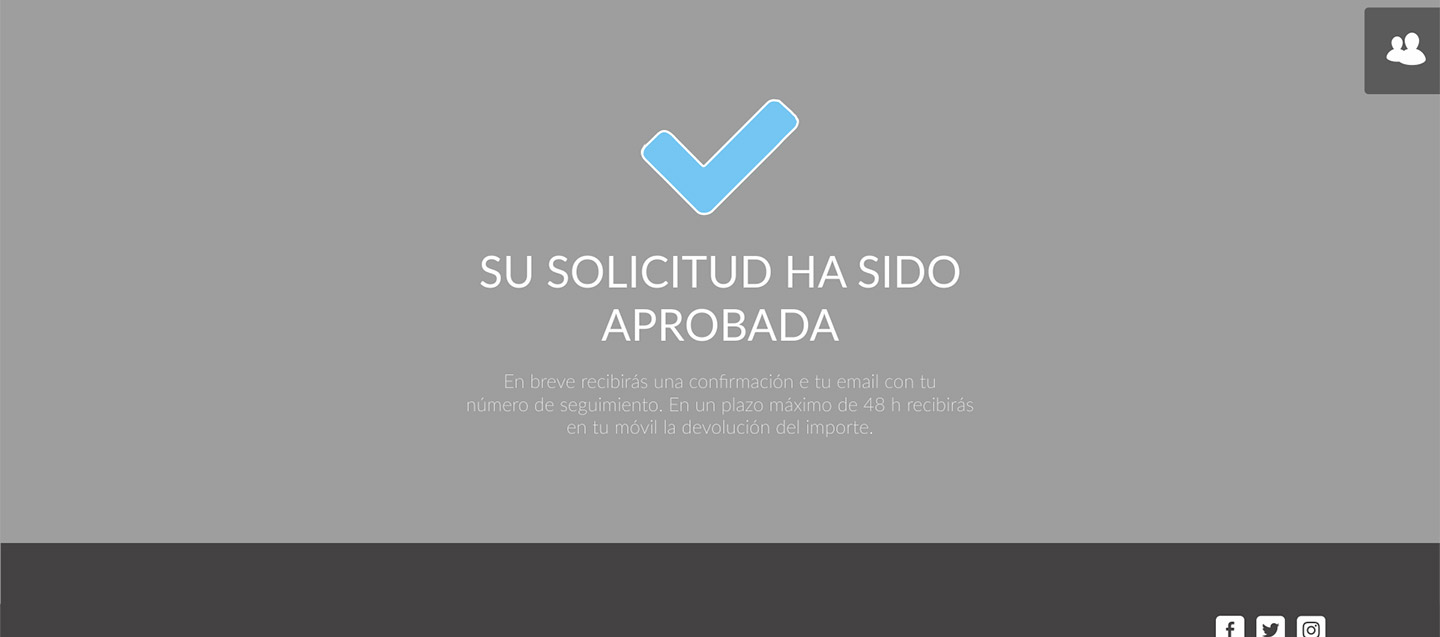 SU SOLICITUD HA SIDO
APROBADA
En breve recibirás una confirmación e tu email con tu
número de seguimiento. En un plazo máximo de 48 h recibirás
en tu móvil la devolución del importe.